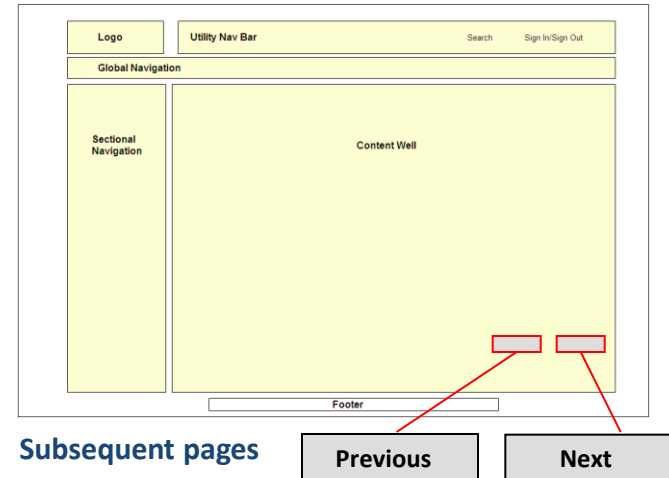 Logo
Utility Nav Bar
Search
Sign In/Sign Out
Global Navigation
Sectional
Navigation
Content Well
Footer
Subsequent pages
Previous
Next